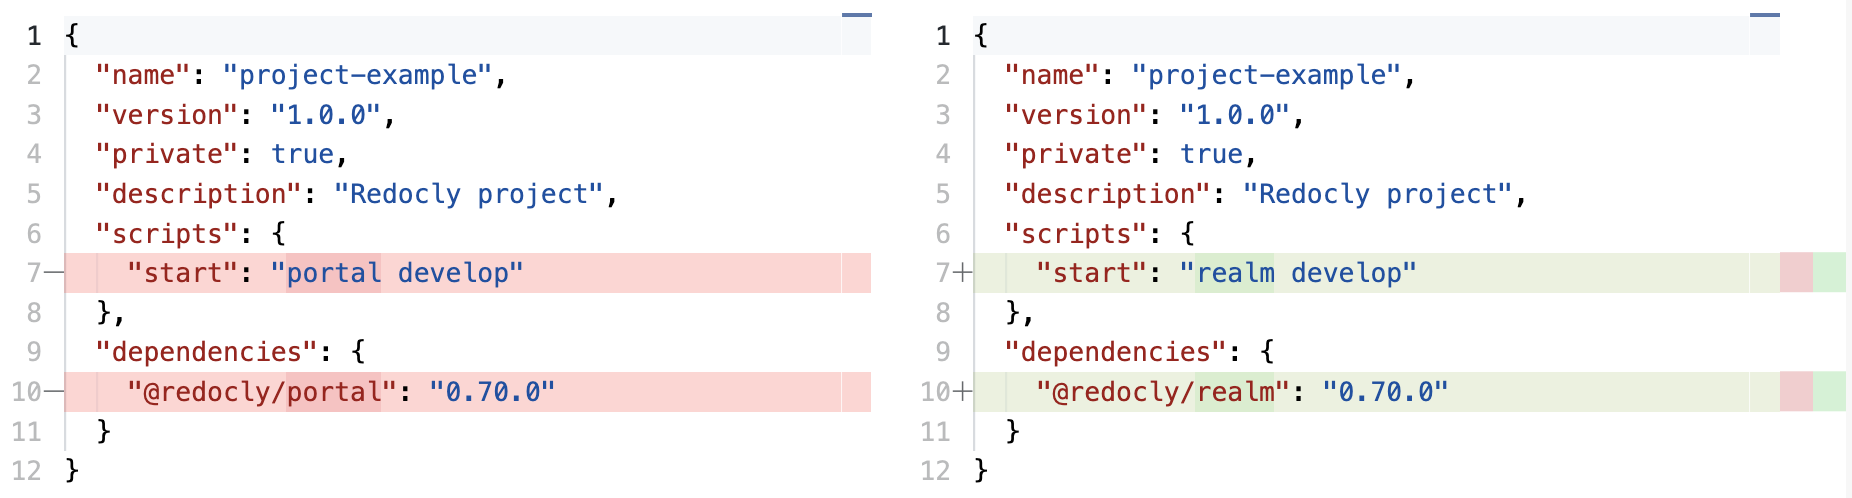 1 {
2 "name": "project-example",
3 "version": "1.0.0",
4 "private": true,
5 "description": "Redocly project",
6 "scripts": {
7— "start": "portal develop"
8 },
9 "dependencies": {
10— "@redocly/portal": "0.70.0"
11 }
12 }
1 {
2 "name": "project-example",
3 "version": "1.0.0",
4 "private": true,
5 "description": "Redocly project",
6 "scripts": {
7+ "start": "realm develop"
8 },
9 "dependencies": {
10+ "@redocly/realm": "0.70.0"
11 }
12 }